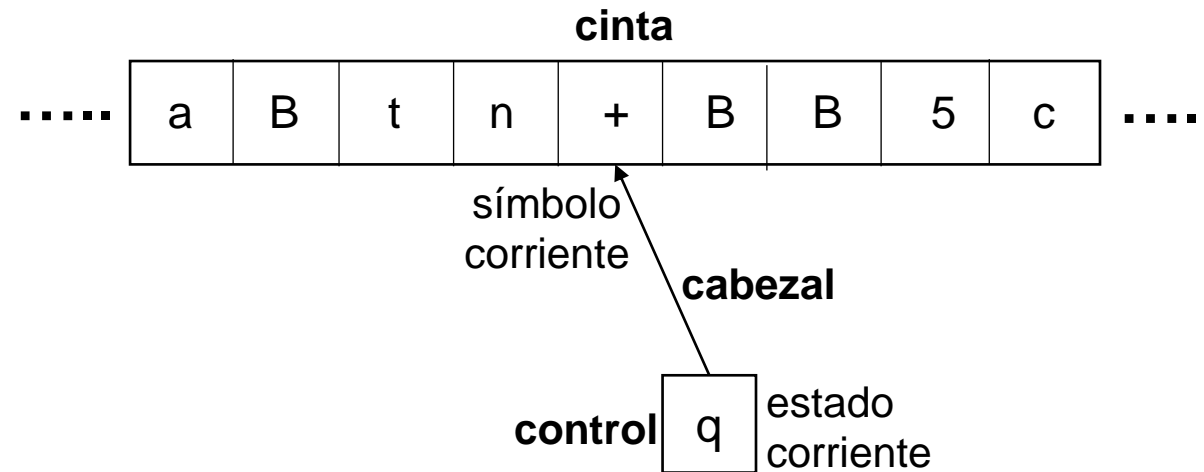 cinta
..... a B t n + B B 5 c ....
símbolo
corriente
cabezal
control q estado
corriente